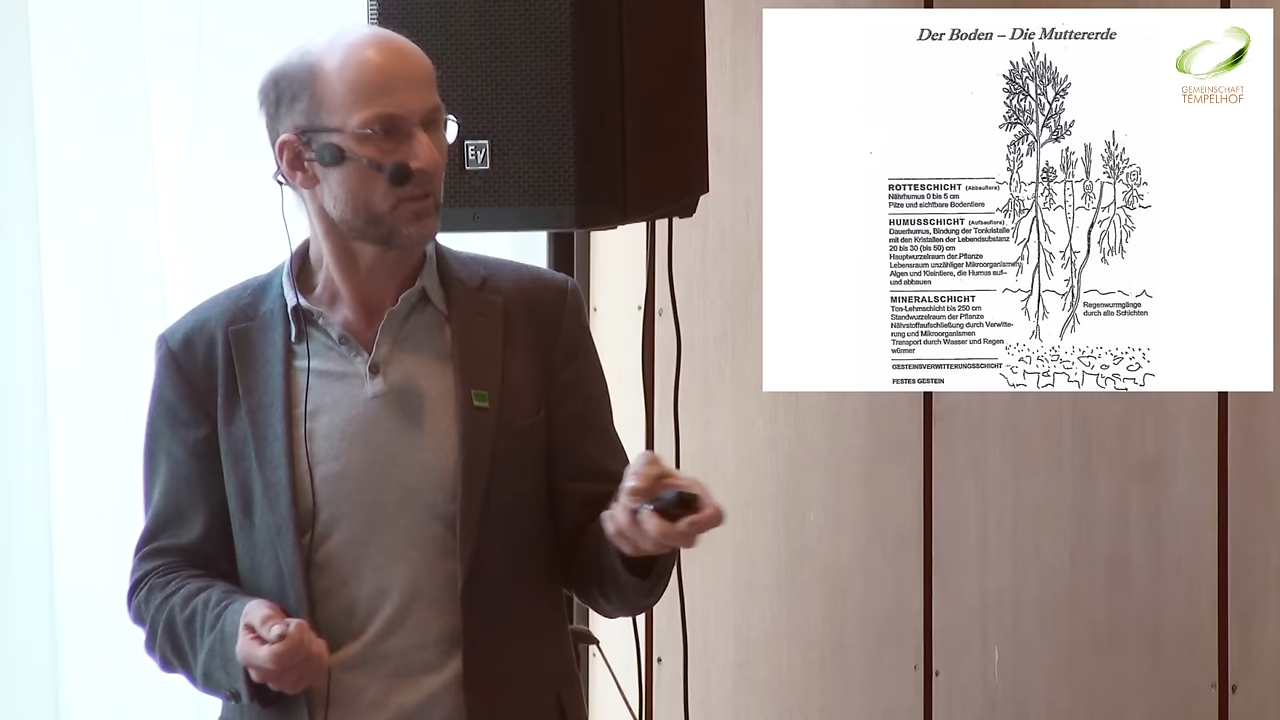 Der Boden – Die Muttererde
GEMEINSCHAFT
TEMPELHOF
EV
ROTTESCHICHT (Abbauflora)
Nährhumus 0 bis 5 cm
Pilze und sichtbare Bodentiere
HUMUSSCHICHT (Aufbauflora)
Dauerhumus, Bindung der Tonkristalle
mit den Kristallen der Lebendsubstanz
20 bis 30 (bis 50) cm
Hauptwurzelraum der Pflanze
Lebensraum unzähliger Mikroorganismen
Algen und Kleintiere, die Humus auf-
und abbauen
MINERALSCHICHT
Ton-Lehmschicht bis 250 cm
Standwurzelraum der Pflanze
Nährstoffaufschließung durch Verwitte-
rung und Mikroorganismen
Transport durch Wasser und Regen
würmer
Regenwurmgänge
durch alle Schichten
GESTEINSVERWITTERUNGSSCHICHT
FESTES GESTEIN